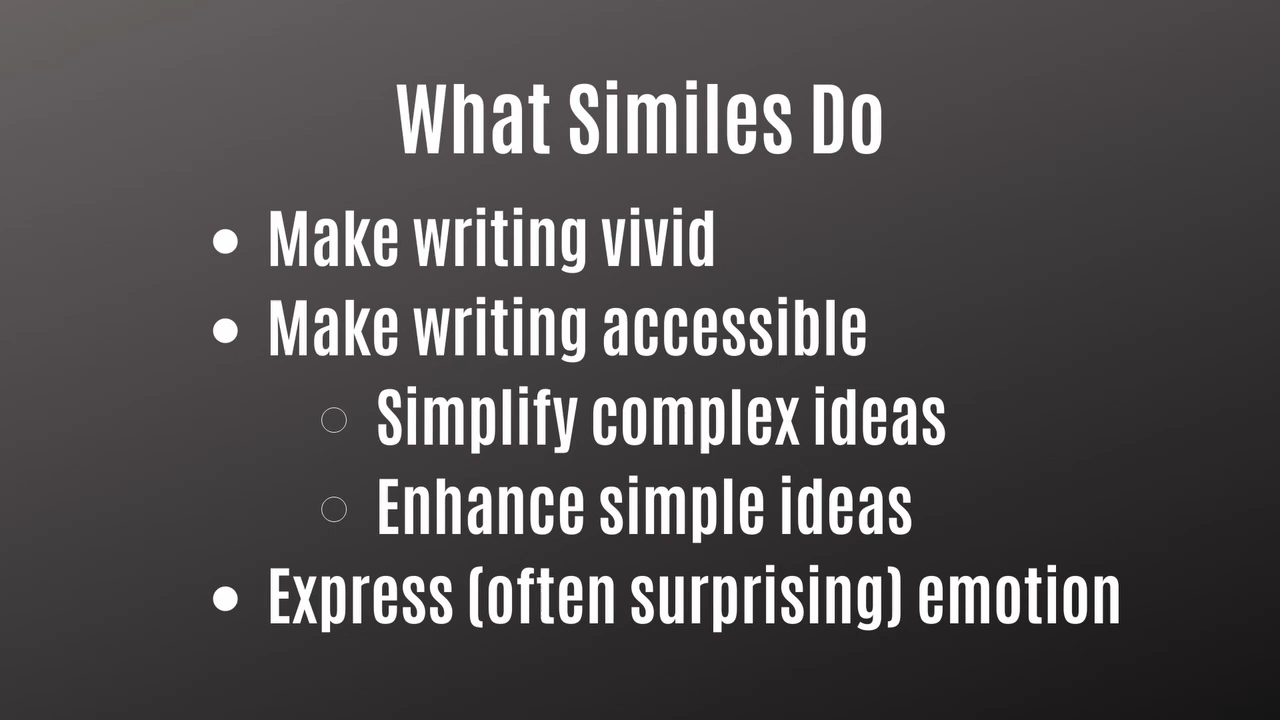 What Similes Do
Make writing vivid
Make writing accessible
Simplify complex ideas
Enhance simple ideas
Express (often surprising) emotion